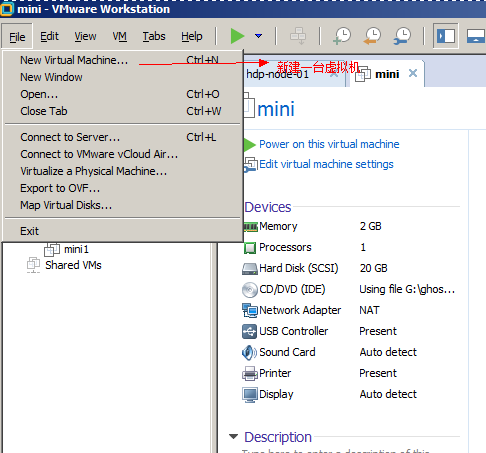 mini - VMware Workstation
File Edit View VM Tabs Help
New Virtual Machine... Ctrl+N
新建一台虚拟机
New Window
Open... Ctrl+O
Close Tab Ctrl+W
Connect to Server... Ctrl+L
Connect to VMware vCloud Air...
Virtualize a Physical Machine...
Export to OVF...
Map Virtual Disks...
Exit
mini1
Shared VMs
hdp-node-01
mini
mini
Power on this virtual machine
Edit virtual machine settings
Devices
Memory 2 GB
Processors 1
Hard Disk (SCSI) 20 GB
CD/DVD (IDE) Using file G:\ghos...
Network Adapter NAT
USB Controller Present
Sound Card Auto detect
Printer Present
Display Auto detect
Description
Type here to enter a description of this